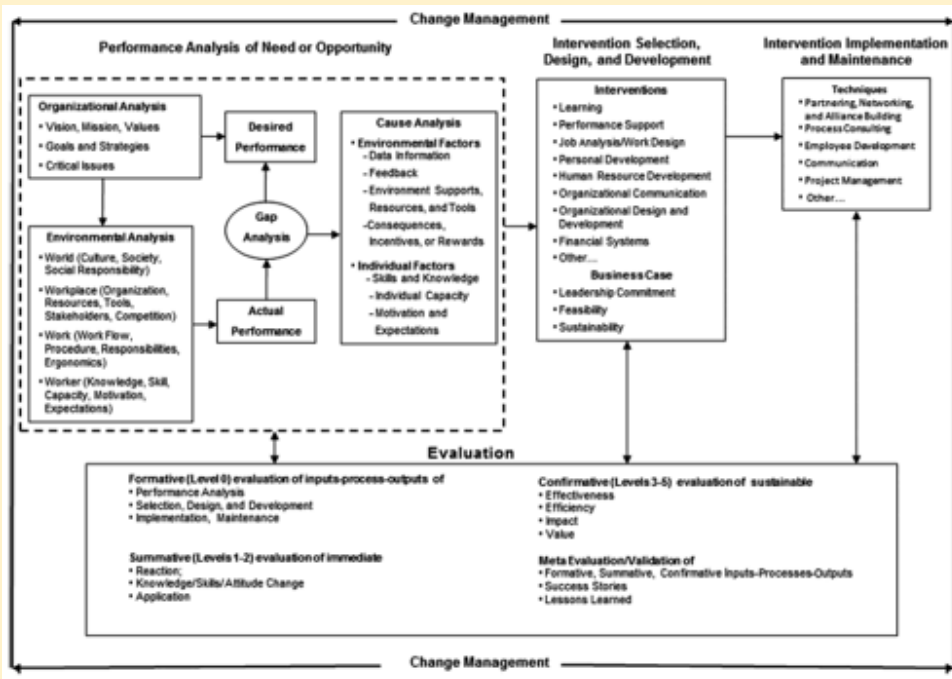 Change Management
Performance Analysis of Need or Opportunity
Intervention Selection,
Design, and Development
Intervention Implementation
and Maintenance
Organizational Analysis
• Vision, Mission, Values
• Goals and Strategies
• Critical Issues
Environmental Analysis
• World (Culture, Society,
Social Responsibility)
• Workplace (Organization,
Resources, Tools,
Stakeholders, Competition)
• Work (Work Flow,
Procedure, Responsibilities,
Ergonomics)
• Worker (Knowledge, Skill,
Capacity, Motivation,
Expectations)
Desired
Performance
Gap
Analysis
Actual
Performance
Cause Analysis
• Environmental Factors
–Data Information
–Feedback
–Environment Supports,
Resources, and Tools
–Consequences,
Incentives, or Rewards
• Individual Factors
–Skills and Knowledge
–Individual Capacity
–Motivation and
Expectations
Interventions
• Learning
• Performance Support
• Job Analysis/Work Design
• Personal Development
• Human Resource Development
• Organizational Communication
• Organizational Design and
Development
• Financial Systems
• Other...
Business Case
• Leadership Commitment
• Feasibility
• Sustainability
Techniques
• Partnering, Networking,
and Alliance Building
• Process Consulting
• Employee Development
• Communication
• Project Management
• Other...
Evaluation
Formative (Level 0) evaluation of inputs-process-outputs of
• Performance Analysis
• Selection, Design, and Development
• Implementation, Maintenance
Summative (Levels 1-2) evaluation of immediate
• Reaction;
• Knowledge/Skills/Attitude Change
• Application
Confirmative (Levels 3-5) evaluation of sustainable
• Effectiveness
• Efficiency
• Impact
• Value
Meta Evaluation/Validation of
• Formative, Summative, Confirmative Inputs-Processes-Outputs
• Success Stories
• Lessons Learned
Change Management